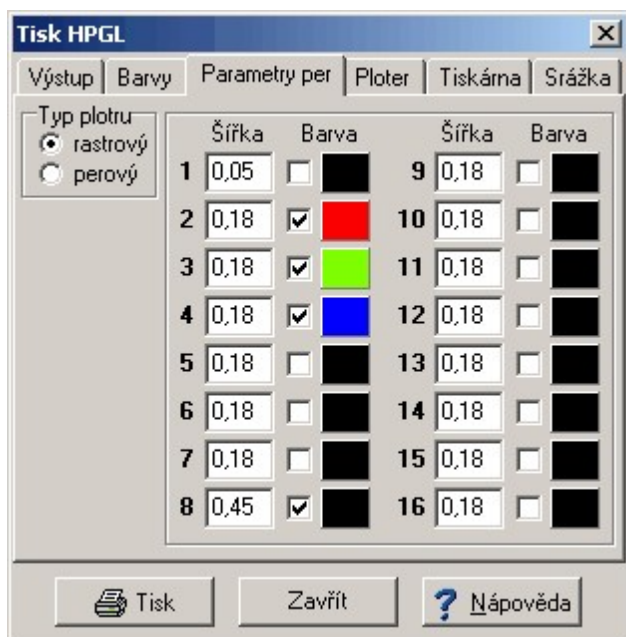 Tisk HPGL
Výstup Barvy Parametry per Ploter Tiskárna Srážka
Typ plotru
rastrový
perový
Šířka Barva Šířka Barva
1 0,05 9 0,18
2 0,18 10 0,18
3 0,18 11 0,18
4 0,18 12 0,18
5 0,18 13 0,18
6 0,18 14 0,18
7 0,18 15 0,18
8 0,45 16 0,18
Tisk Zavřít ? Nápověda